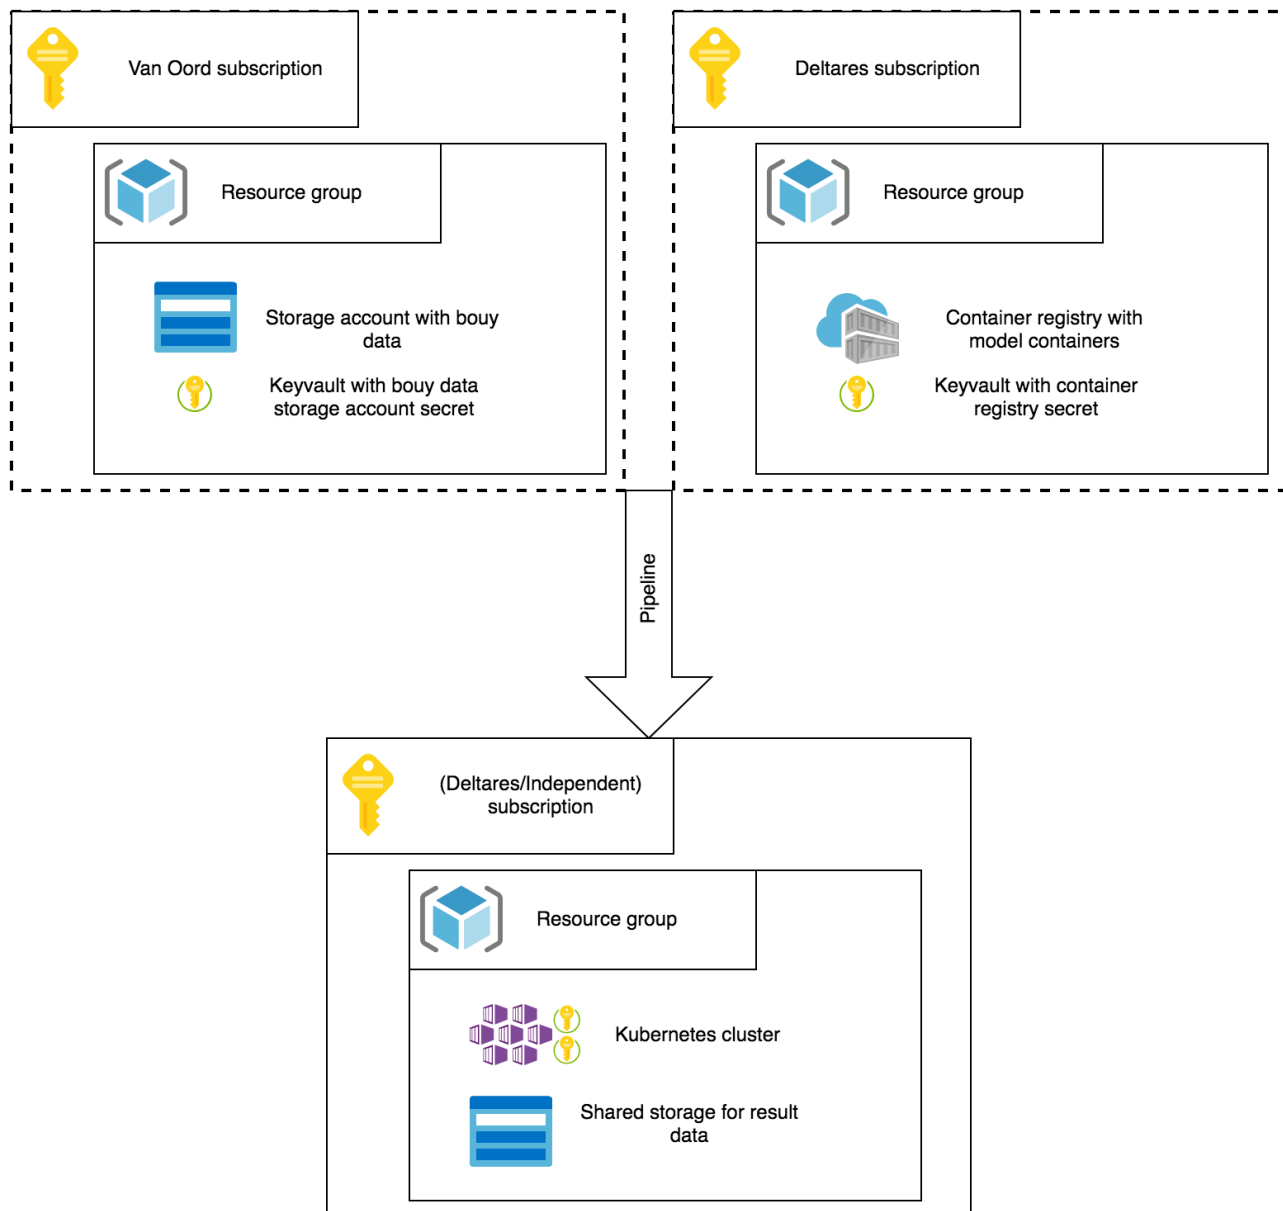 Van Oord subscription
Resource group
Storage account with bouy
data
Keyvault with bouy data
storage account secret
Deltares subscription
Resource group
Container registry with
model containers
Keyvault with container
registry secret
Pipeline
(Deltares/Independent)
subscription
Resource group
Kubernetes cluster
Shared storage for result
data